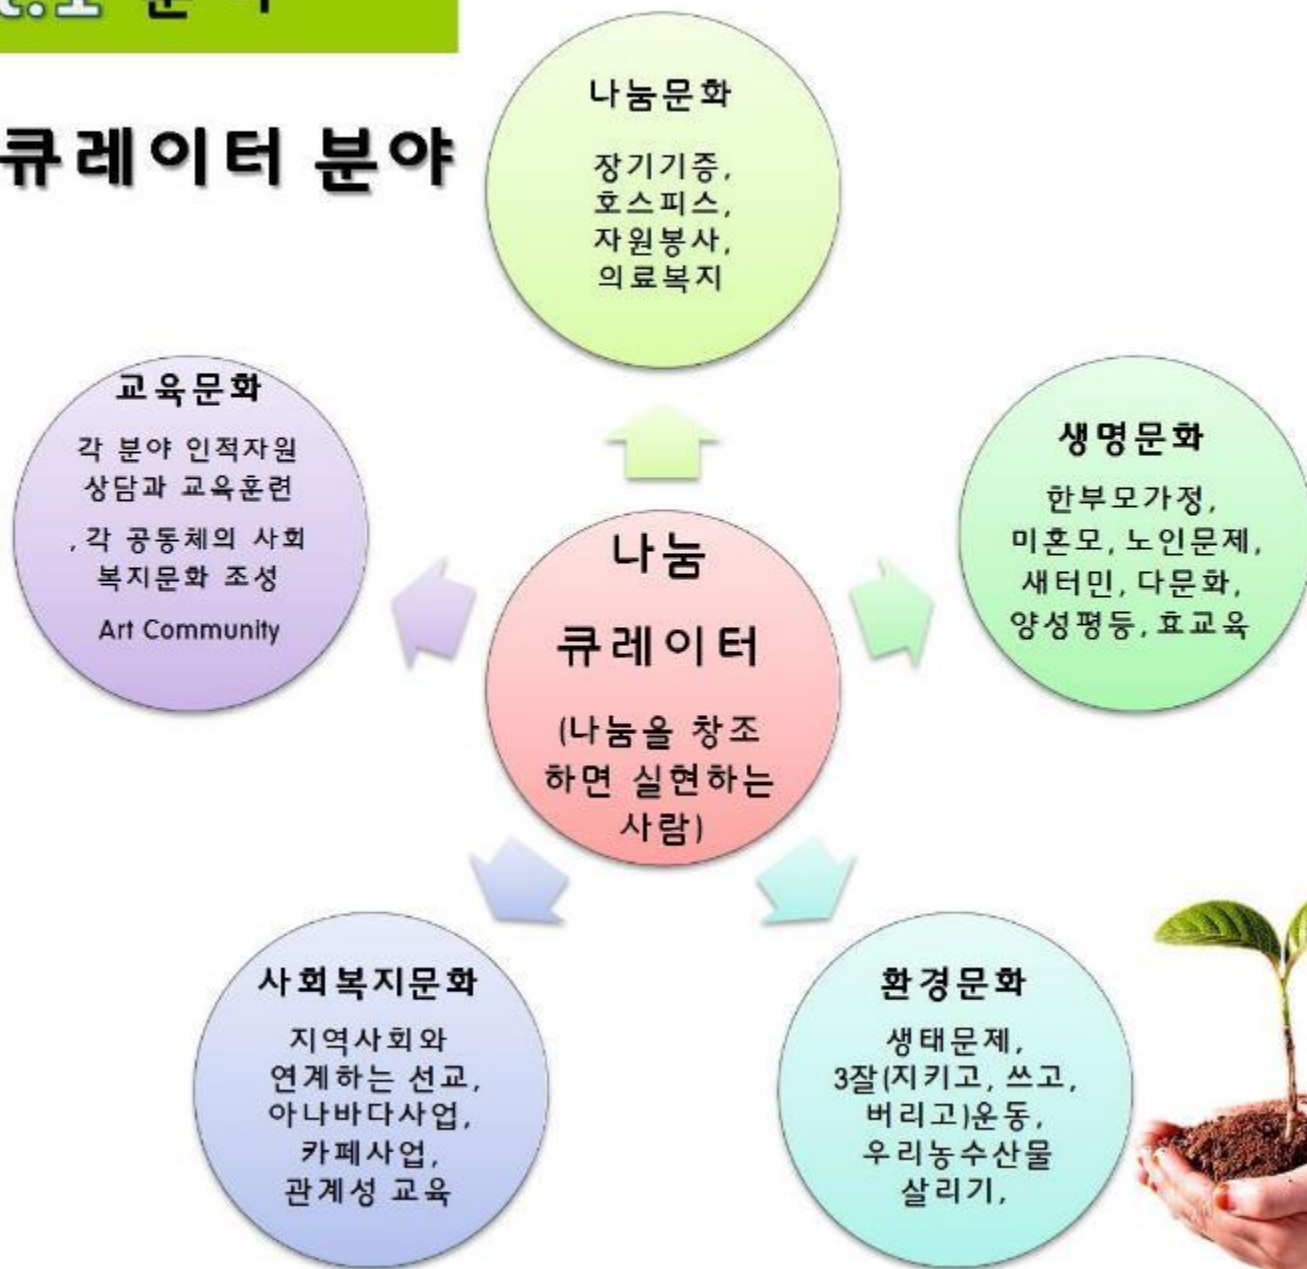 큐레이터 분야
나눔문화
장기기증,
호스피스,
자원봉사,
의료복지
교육문화
각 분야 인적자원
상담과 교육훈련
, 각 공동체의 사회
복지문화 조성
Art Community
생명문화
한부모가정,
미혼모, 노인문제,
새터민, 다문화,
양성평등, 효교육
나눔
큐레이터
(나눔을 창조
하면 실현하는
사람)
사회복지문화
지역사회와
연계하는 선교,
아나바다사업,
카페사업,
관계성 교육
환경문화
생태문제,
3잘(지키고, 쓰고,
버리고)운동,
우리농수산물
살리기,